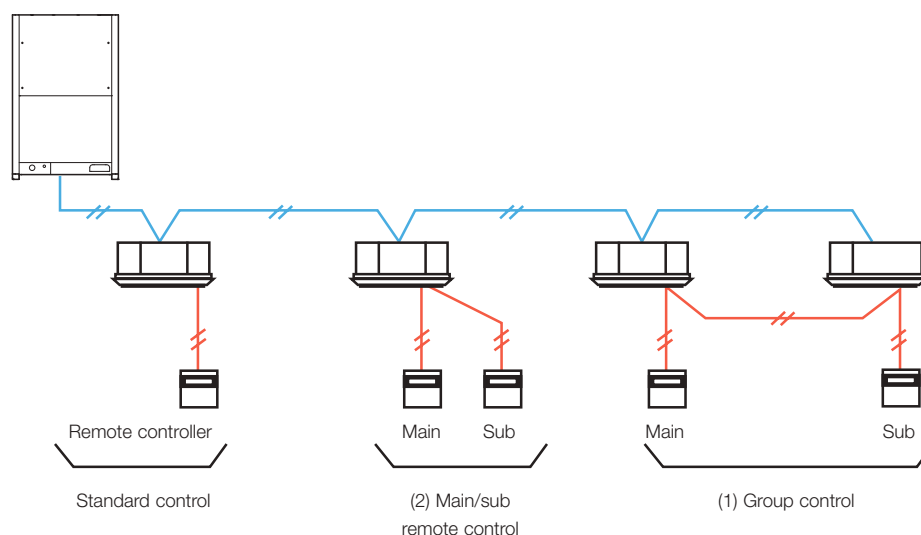 Remote controller
Main
Sub
Main
Sub
Standard control
(2) Main/sub
remote control
(1) Group control